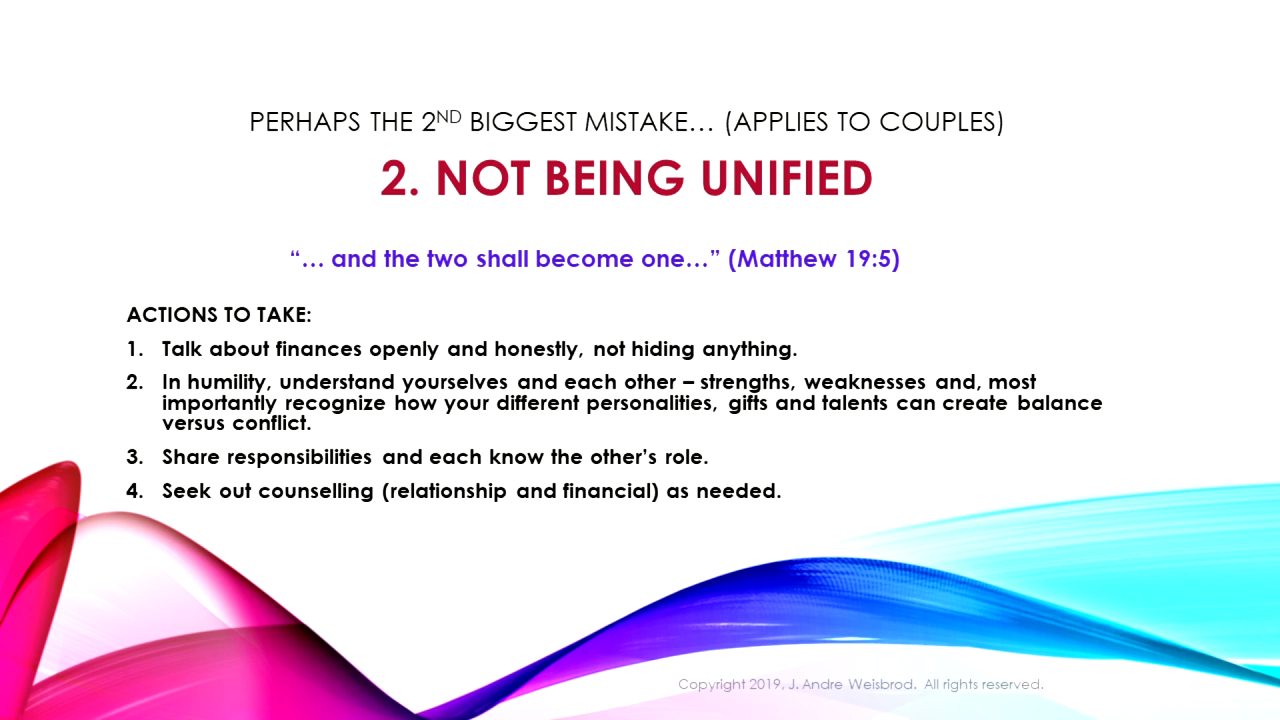 PERHAPS THE 2ND BIGGEST MISTAKE... (APPLIES TO COUPLES)
2. NOT BEING UNIFIED
“… and the two shall become one…” (Matthew 19:5)
ACTIONS TO TAKE:
1. Talk about finances openly and honestly, not hiding anything.
2. In humility, understand yourselves and each other – strengths, weaknesses and, most
importantly recognize how your different personalities, gifts and talents can create balance
versus conflict.
3. Share responsibilities and each know the other’s role.
4. Seek out counselling (relationship and financial) as needed.
Copyright 2019, J. Andre Weisbrod. All rights reserved.